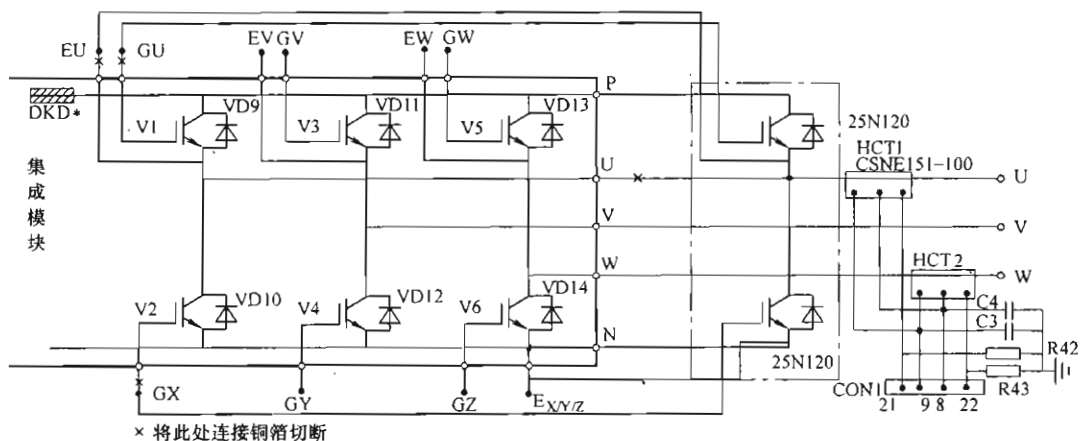 EU GU EV GV EW GW
P
DKD*
VD9 VD11 VD13
V1 V3 V5
25N120
HCT1
CSNE151-100
集成模块
U U
V V
W W
HCT2
VD10 VD12 VD14
V2 V4 V6
C4
C3
N
25N120
R42
R43
GX GY GZ EX/Y/Z
CON1
21 9 8 22
× 将此处连接铜箔切断